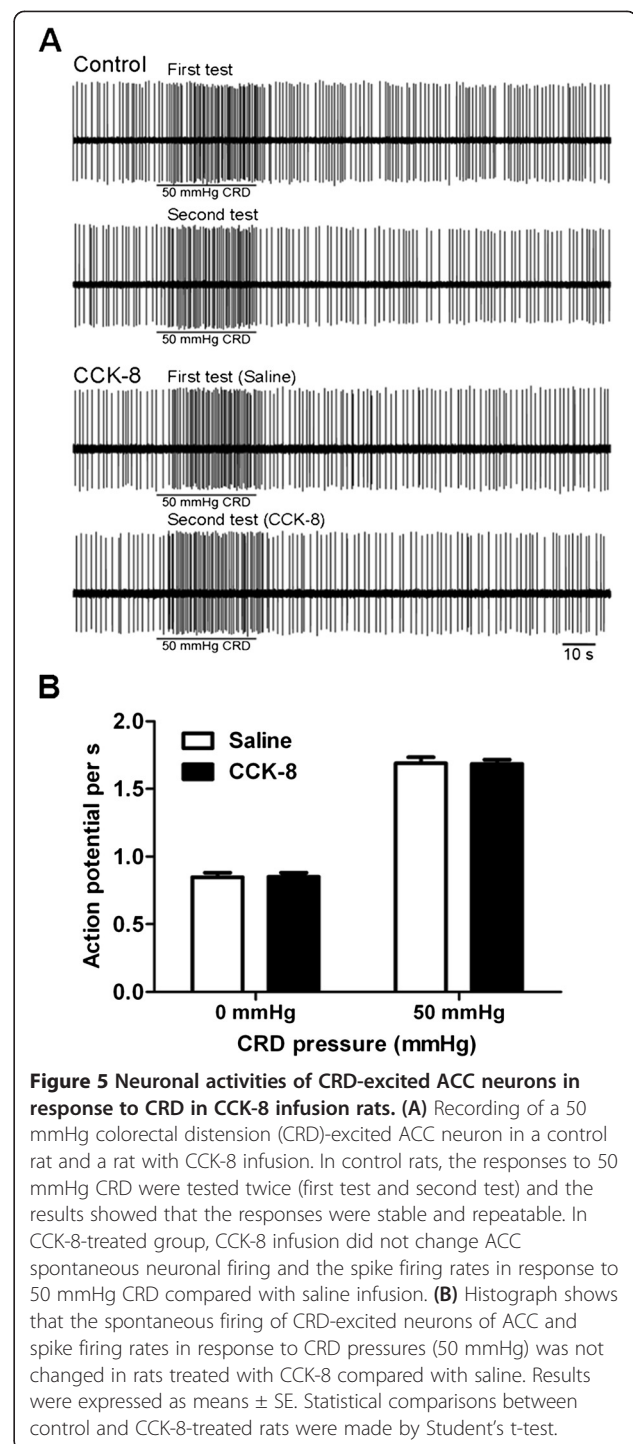 A
Control
First test
50 mmHg CRD
Second test
50 mmHg CRD
CCK-8
First test (Saline)
50 mmHg CRD
Second test (CCK-8)
50 mmHg CRD
10 s
B
2.0
1.5
1.0
0.5
0.0
Action potential per s
Saline
CCK-8
0 mmHg
50 mmHg
CRD pressure (mmHg)
Figure 5 Neuronal activities of CRD-excited ACC neurons in
response to CRD in CCK-8 infusion rats. (A) Recording of a 50
mmHg colorectal distension (CRD)-excited ACC neuron in a control
rat and a rat with CCK-8 infusion. In control rats, the responses to 50
mmHg CRD were tested twice (first test and second test) and the
results showed that the responses were stable and repeatable. In
CCK-8-treated group, CCK-8 infusion did not change ACC
spontaneous neuronal firing and the spike firing rates in response to
50 mmHg CRD compared with saline infusion. (B) Histograph shows
that the spontaneous firing of CRD-excited neurons of ACC and
spike firing rates in response to CRD pressures (50 mmHg) was not
changed in rats treated with CCK-8 compared with saline. Results
were expressed as means ± SE. Statistical comparisons between
control and CCK-8-treated rats were made by Student's t-test.